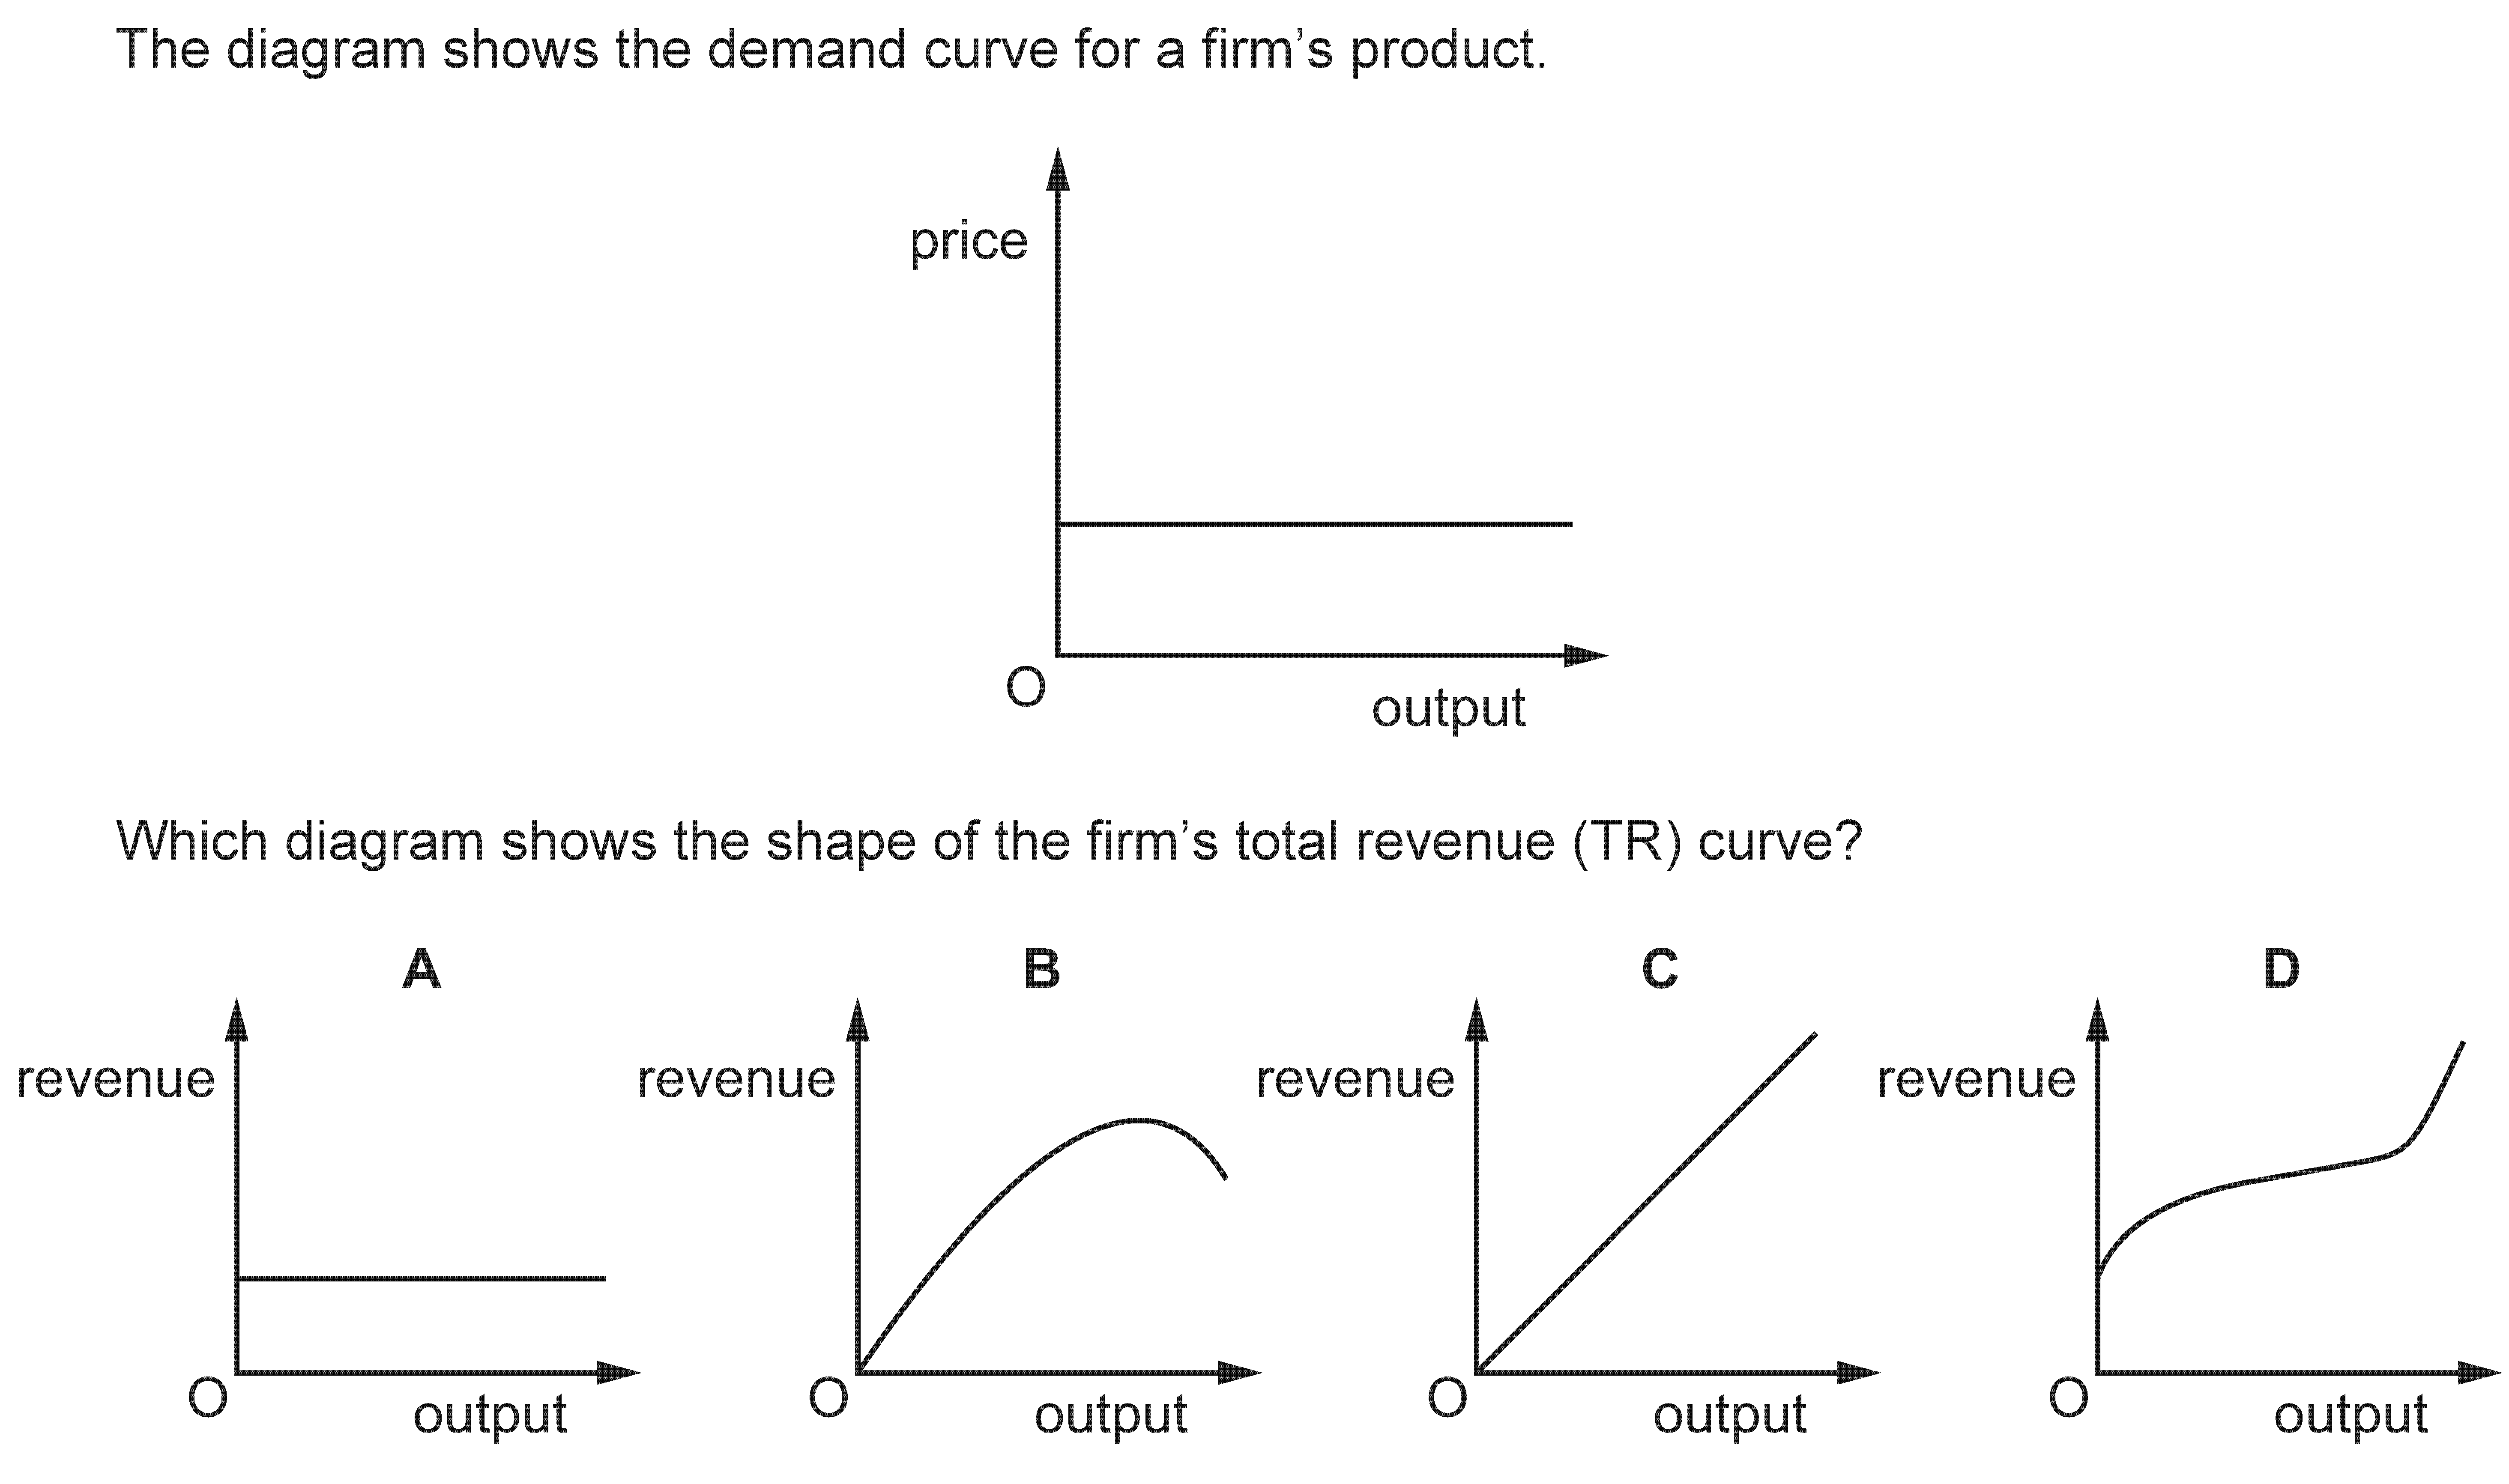 The diagram shows the demand curve for a firm’s product.
price
O
output
Which diagram shows the shape of the firm’s total revenue (TR) curve?
A
B
C
D
revenue
revenue
revenue
revenue
O
O
O
O
output
output
output
output